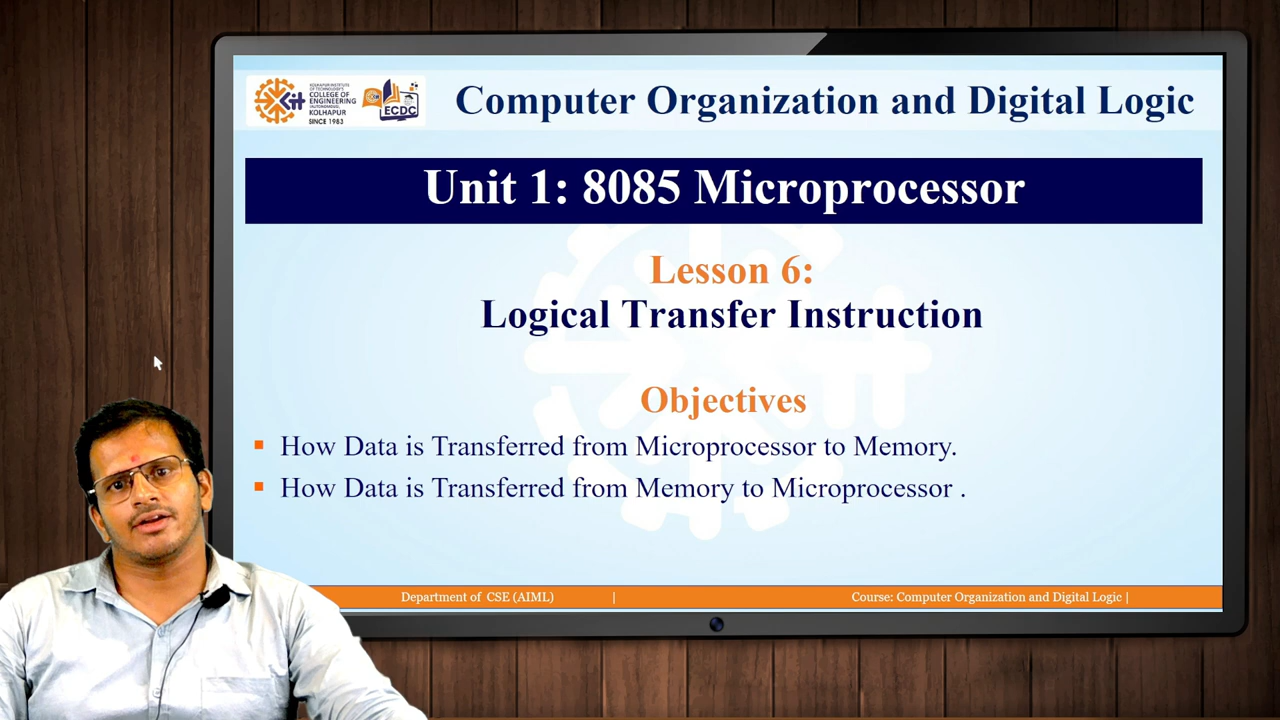 KOLHAPUR INSTITUTE
OF TECHNOLOGY'S
COLLEGE OF
ENGINEERING
KOLHAPUR
SINCE 1983
ECDC
Computer Organization and Digital Logic
Unit 1: 8085 Microprocessor
Lesson 6:
Logical Transfer Instruction
Objectives
▪ How Data is Transferred from Microprocessor to Memory.
▪ How Data is Transferred from Memory to Microprocessor .
Department of CSE (AIML) | Course: Computer Organization and Digital Logic |